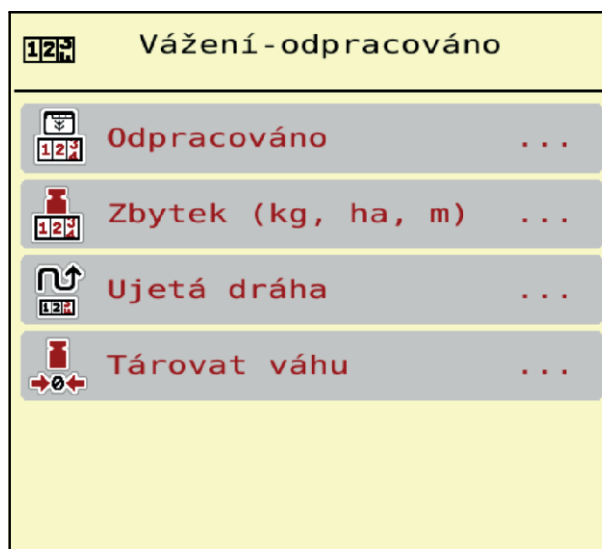 Vážení-odpracováno
Odpracováno ...
Zbytek (kg, ha, m) ...
Ujetá dráha ...
Tárovat váhu ...